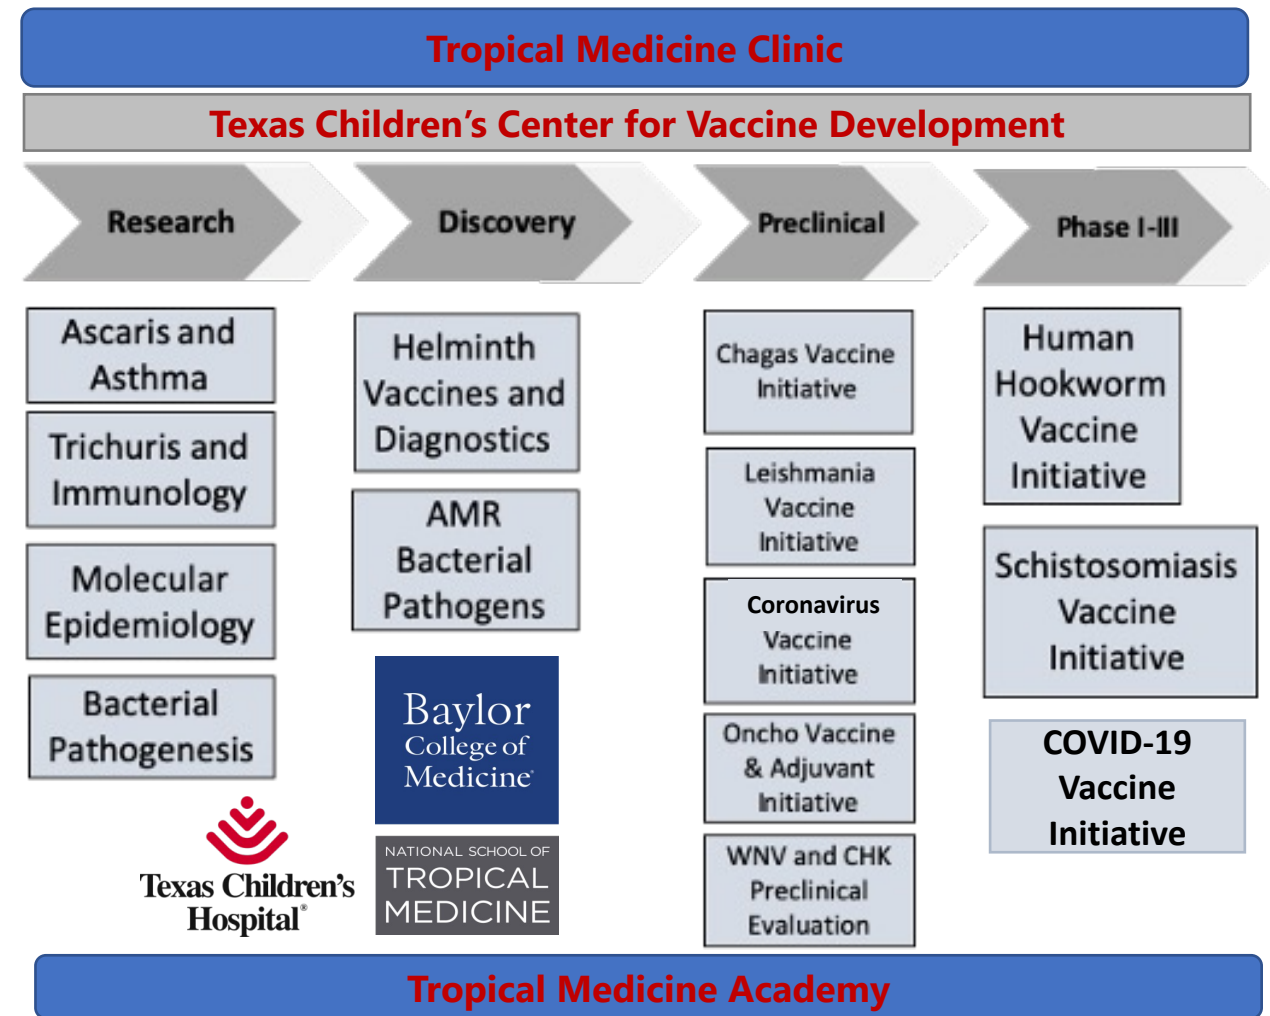 Tropical Medicine Clinic
Texas Children's Center for Vaccine Development
Research
Discovery
Preclinical
Phase I-III
Ascaris and
Asthma
Trichuris and
Immunology
Molecular
Epidemiology
Bacterial
Pathogenesis
Helminth
Vaccines and
Diagnostics
AMR
Bacterial
Pathogens
Chagas Vaccine
Initiative
Leishmania
Vaccine
Initiative
Coronavirus
Vaccine
Initiative
Oncho Vaccine
& Adjuvant
Initiative
WNV and CHK
Preclinical
Evaluation
Human
Hookworm
Vaccine
Initiative
Schistosomiasis
Vaccine
Initiative
COVID-19
Vaccine
Initiative
Texas Children's
Hospital®
Baylor
College of
Medicine®
NATIONAL SCHOOL OF
TROPICAL
MEDICINE
Tropical Medicine Academy